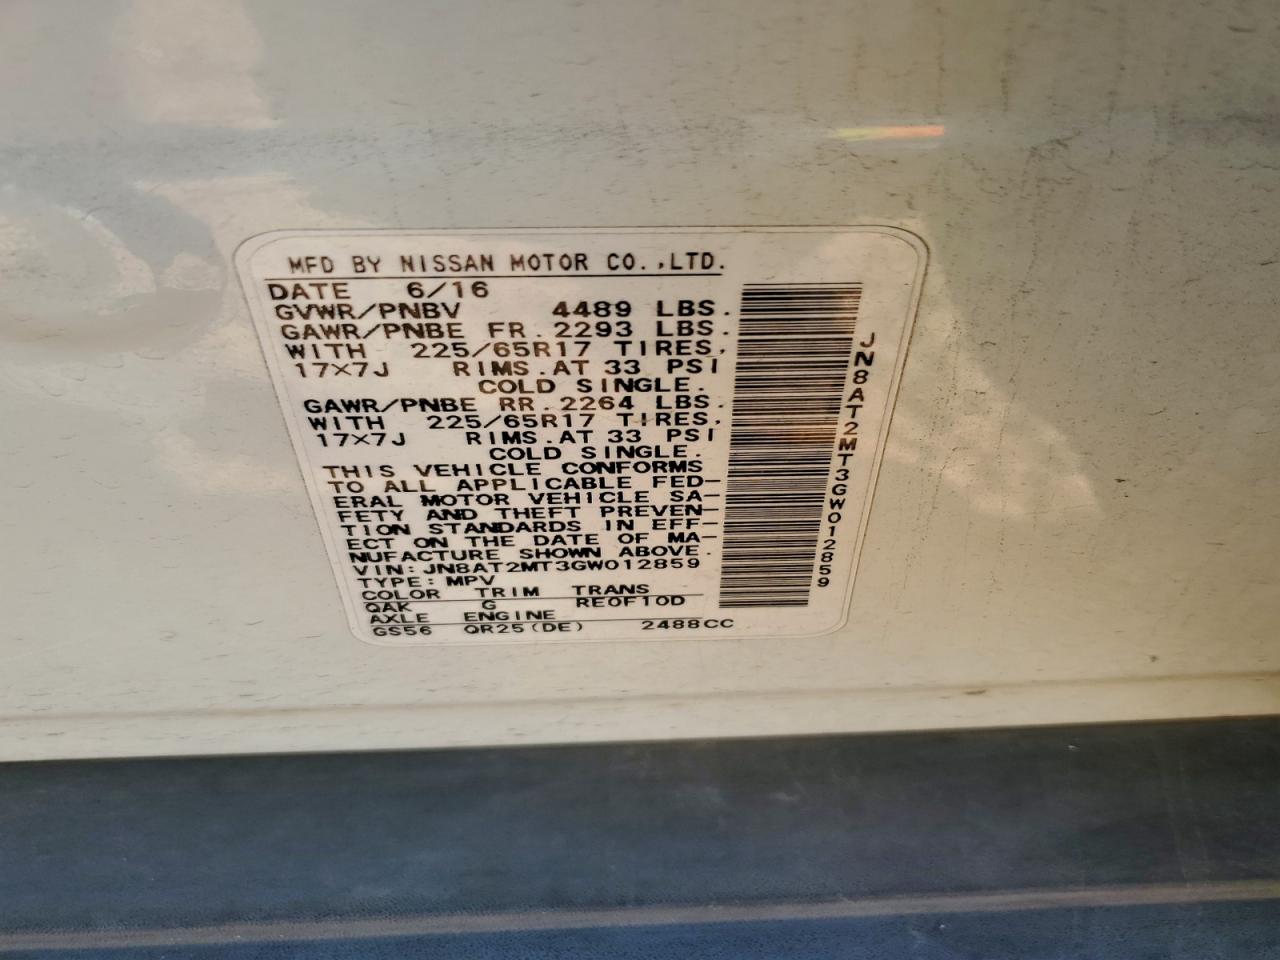 MFD BY NISSAN MOTOR CO.,LTD.
DATE 6/16
GVWR/PNBV 4489 LBS.
GAWR/PNBE FR. 2293 LBS.
WITH 225/65R17 TIRES,
17×7J RIMS.AT 33 PSI
COLD SINGLE.
GAWR/PNBE RR. 2264 LBS.
WITH 225/65R17 TIRES,
17×7J RIMS.AT 33 PSI
COLD SINGLE.
THIS VEHICLE CONFORMS
TO ALL APPLICABLE FED-
ERAL MOTOR VEHICLE SA-
FETY AND THEFT PREVEN-
TION STANDARDS IN EFF-
ECT ON THE DATE OF MA-
NUFACTURE SHOWN ABOVE.
VIN: JN8AT2MT3GW012859
TYPE: MPV
COLOR TRIM TRANS
QAK G RE0F10D
AXLE ENGINE
GS56 QR25(DE) 2488CC
JN8AT2MT3GW012859